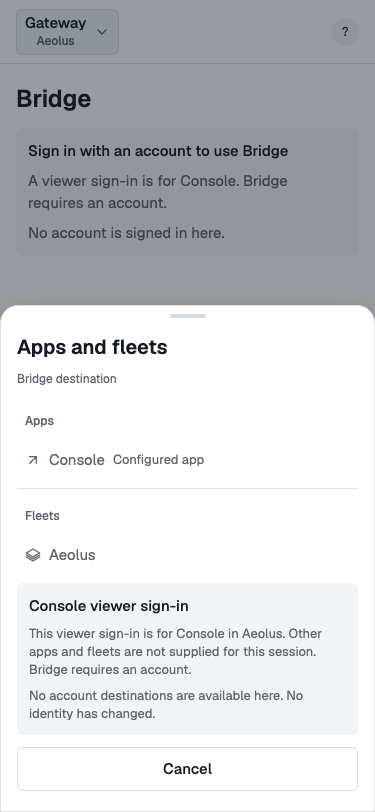 Gateway
Aeolus
?
Bridge
Sign in with an account to use Bridge
A viewer sign-in is for Console. Bridge
requires an account.
No account is signed in here.
Apps and fleets
Bridge destination
Apps
Console Configured app
Fleets
Aeolus
Console viewer sign-in
This viewer sign-in is for Console in Aeolus. Other
apps and fleets are not supplied for this session.
Bridge requires an account.
No account destinations are available here. No
identity has changed.
Cancel